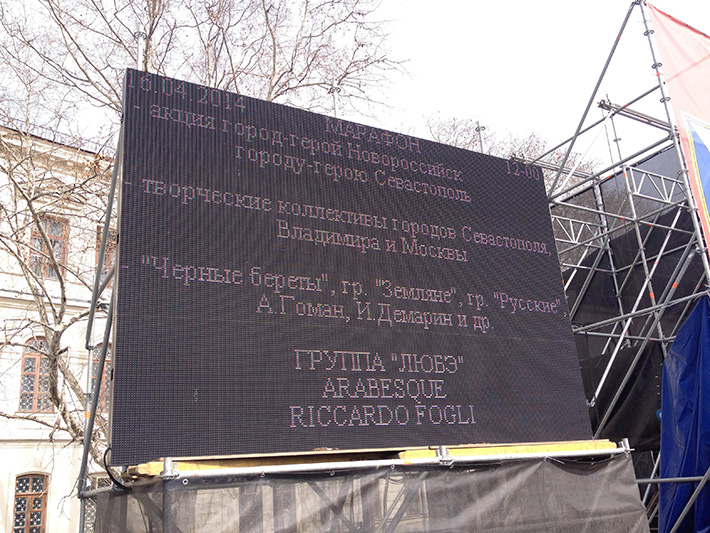 16.04.2014
МАРАФОН 12-00
- акция город-герой Новороссийск
Городу-герою Севастополь
- творческие коллективы городов Севастополя,
Владимира и Москвы
- "Черные береты", гр. "Земляне", гр. "Русские",
А.Гоман, И.Демарин и др.
ГРУППА "ЛЮБЭ"
ARABESQUE
RICCARDO FOGLI